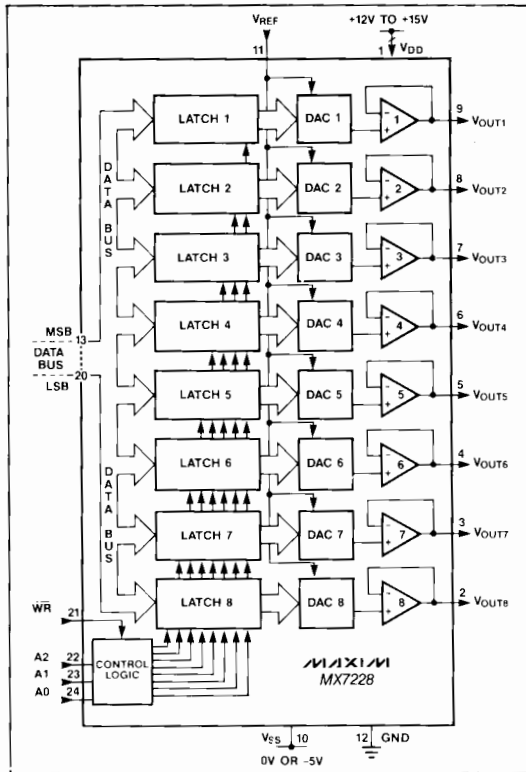 VREF
+12V TO +15V
11
1 VDD
LATCH 1
DAC 1
- + 1
9 VOUT1
LATCH 2
DAC 2
- + 2
8 VOUT2
DATA BUS
LATCH 3
DAC 3
- + 3
7 VOUT3
LATCH 4
DAC 4
- + 4
6 VOUT4
MSB
13
DATA
BUS
20
LSB
LATCH 5
DAC 5
- + 5
5 VOUT5
LATCH 6
DAC 6
- + 6
4 VOUT6
DATA BUS
LATCH 7
DAC 7
- + 7
3 VOUT7
LATCH 8
DAC 8
- + 8
2 VOUT8
WR
21
A2
22
A1
23
A0
24
CONTROL
LOGIC
MAXIM
MX7228
VSS 10
0V OR -5V
12 GND